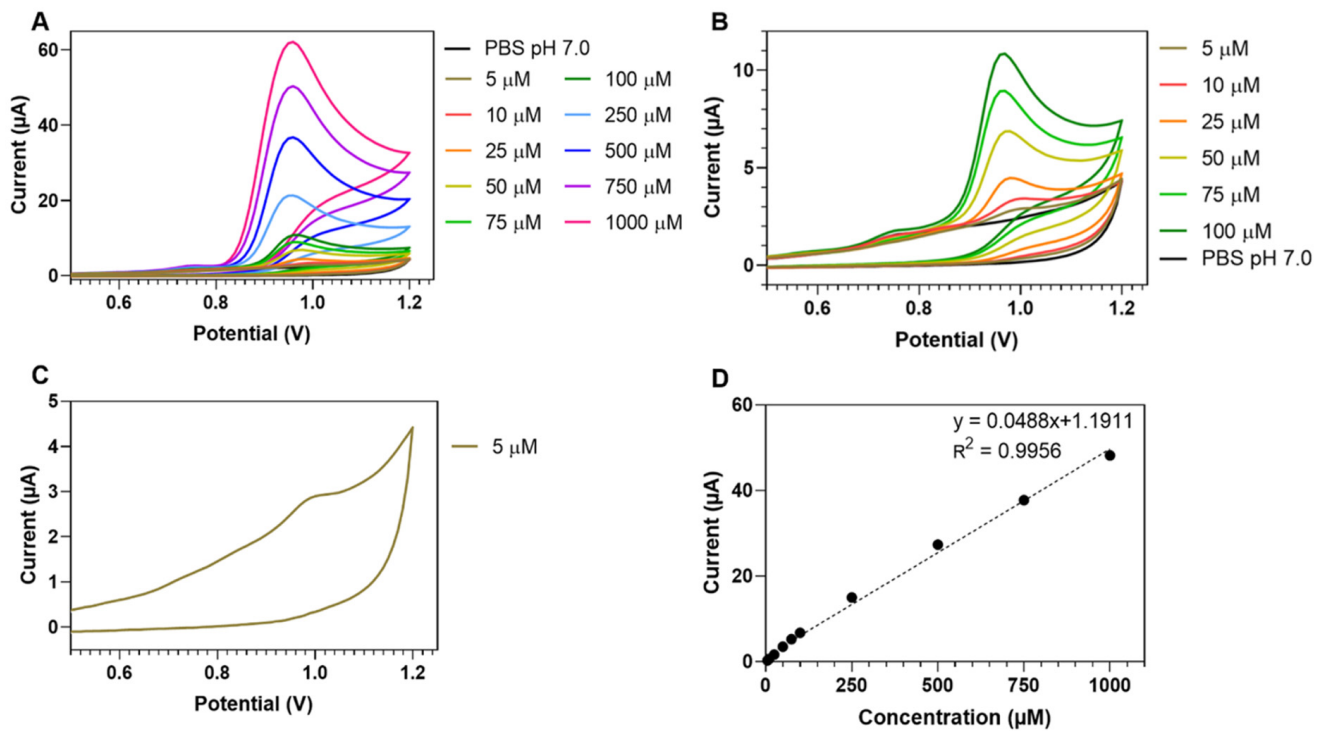 A
60
40
20
0
0.6 0.8 1.0 1.2
Current (µA)
Potential (V)
PBS pH 7.0
5 µM 100 µM
10 µM 250 µM
25 µM 500 µM
50 µM 750 µM
75 µM 1000 µM
B
10
5
0
0.6 0.8 1.0 1.2
Current (µA)
Potential (V)
5 µM
10 µM
25 µM
50 µM
75 µM
100 µM
PBS pH 7.0
C
5
4
3
2
1
0
0.6 0.8 1.0 1.2
Current (µA)
Potential (V)
5 µM
D
60
40
20
0
0 250 500 750 1000
Current (µA)
Concentration (µM)
y = 0.0488x+1.1911
R² = 0.9956